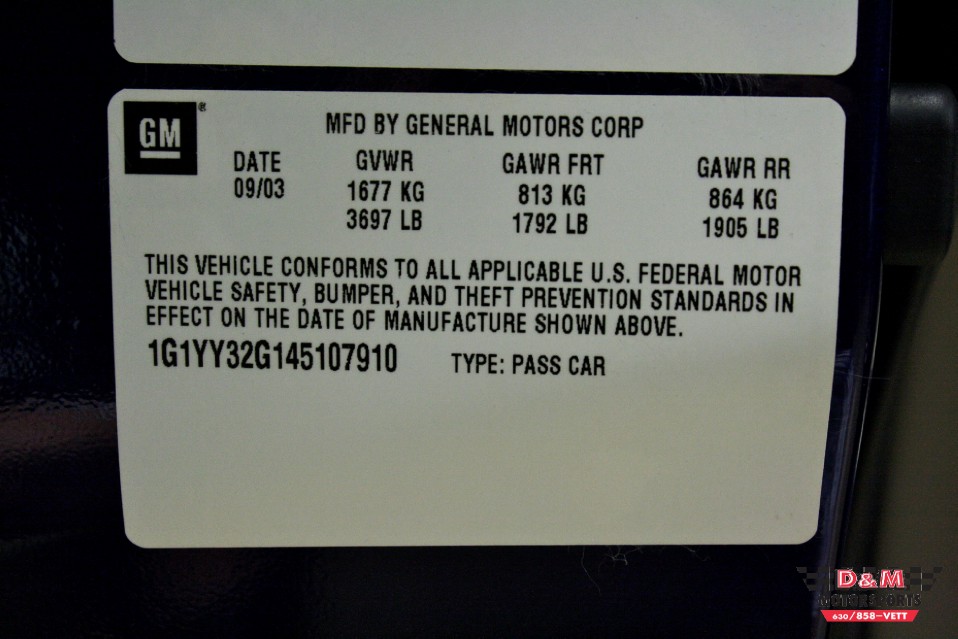 GM®
MFD BY GENERAL MOTORS CORP
DATE GVWR GAWR FRT GAWR RR
09/03 1677 KG 813 KG 864 KG
3697 LB 1792 LB 1905 LB
THIS VEHICLE CONFORMS TO ALL APPLICABLE U.S. FEDERAL MOTOR
VEHICLE SAFETY, BUMPER, AND THEFT PREVENTION STANDARDS IN
EFFECT ON THE DATE OF MANUFACTURE SHOWN ABOVE.
1G1YY32G145107910 TYPE: PASS CAR
D&M
MOTORSPORTS
630/858-VETT